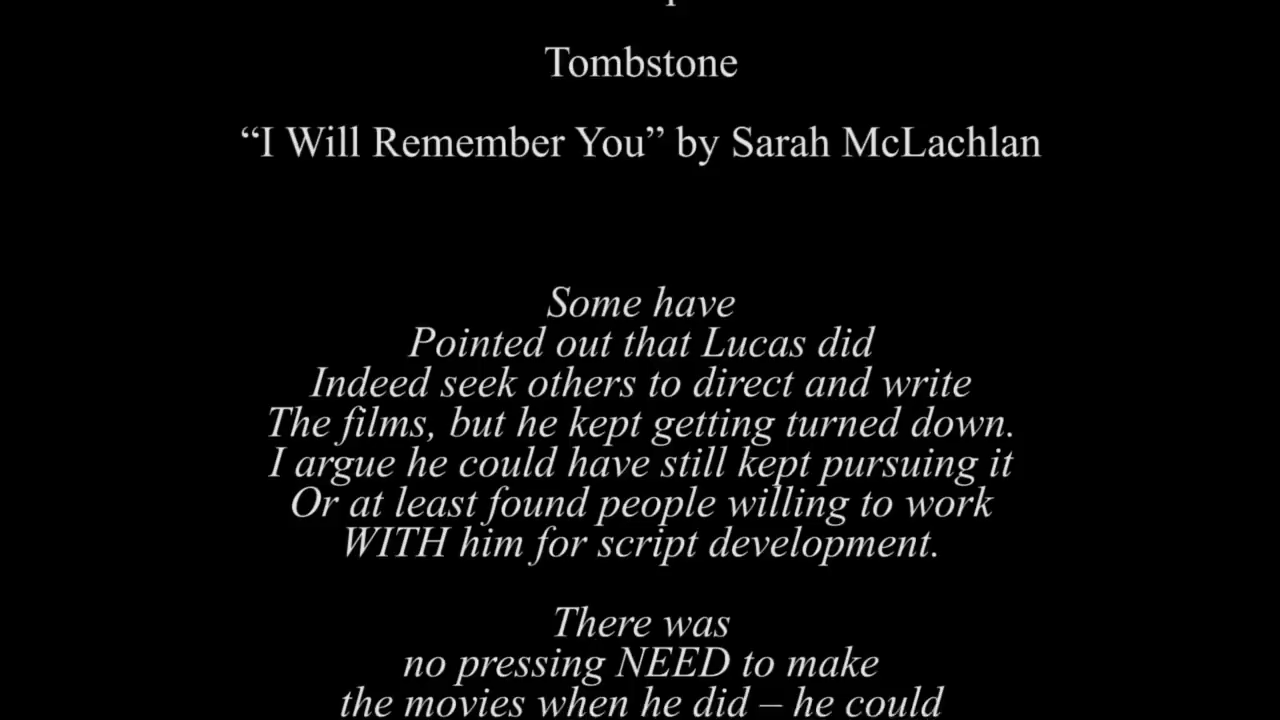 Tombstone
“I Will Remember You” by Sarah McLachlan
Some have
Pointed out that Lucas did
Indeed seek others to direct and write
The films, but he kept getting turned down.
I argue he could have still kept pursuing it
Or at least found people willing to work
WITH him for script development.
There was
no pressing NEED to make
the movies when he did – he could